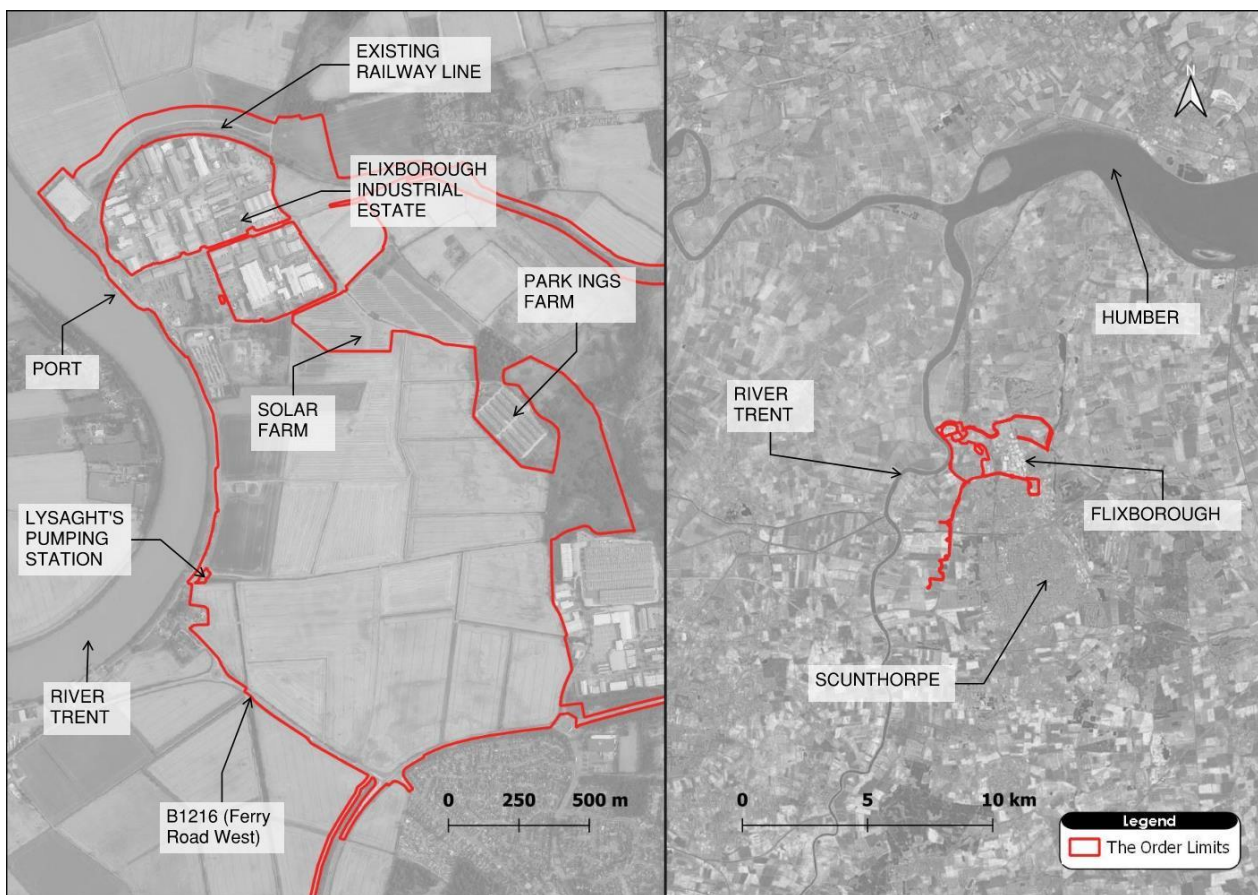 EXISTING
RAILWAY LINE
FLIXBOROUGH
INDUSTRIAL
ESTATE
PARK INGS
FARM
PORT
SOLAR
FARM
LYSAGHT'S
PUMPING
STATION
RIVER
TRENT
B1216 (Ferry
Road West)
0 250 500 m
N
HUMBER
RIVER
TRENT
FLIXBOROUGH
SCUNTHORPE
0 5 10 km
Legend
The Order Limits